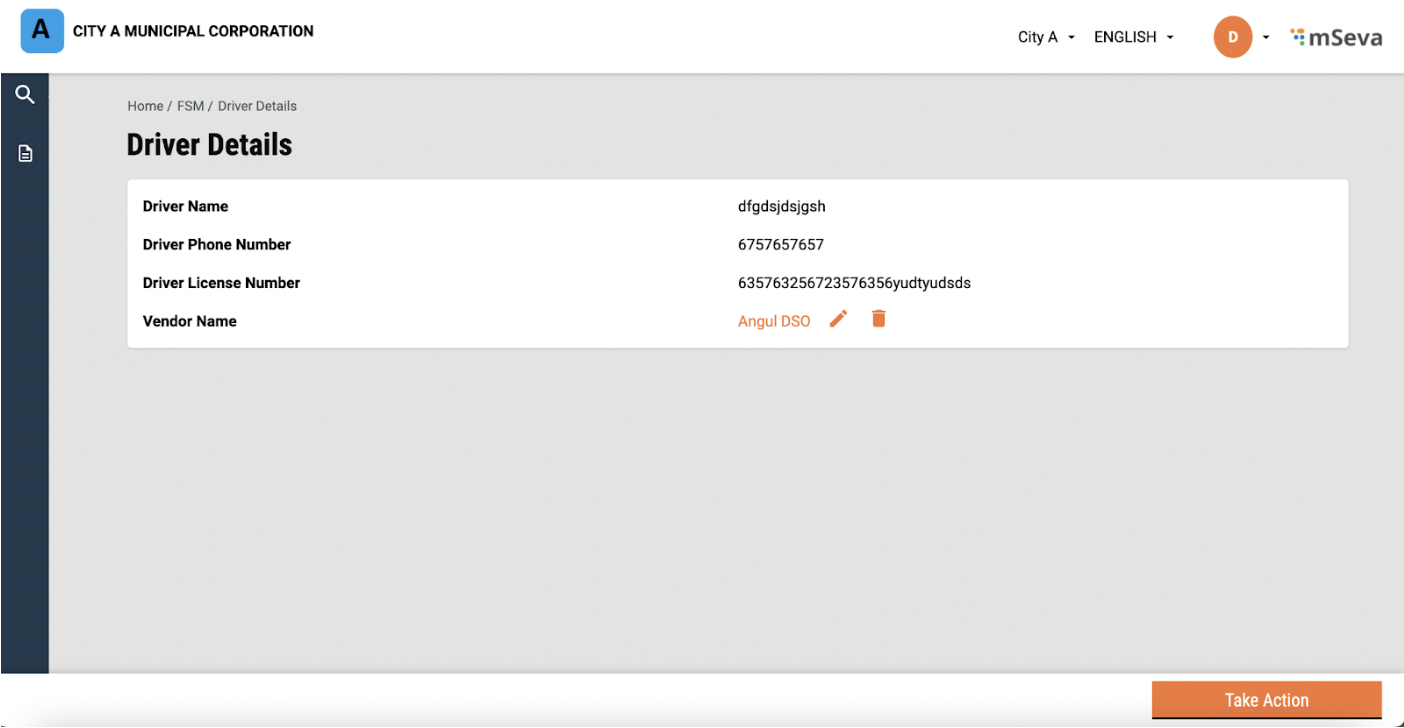 A CITY A MUNICIPAL CORPORATION City A ENGLISH D mSeva
Home / FSM / Driver Details
Driver Details
Driver Name dfgdsjdsjgsh
Driver Phone Number 6757657657
Driver License Number 635763256723576356yudtyudsds
Vendor Name Angul DSO
Take Action